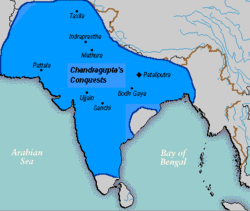 Taxila
Indraprastha
Mathura
Pattala
Chandragupta's
Conquests
Pataliputra
Ujjain
Bodh Gaya
Sanchi
Arabian
Sea
Bay of
Bengal